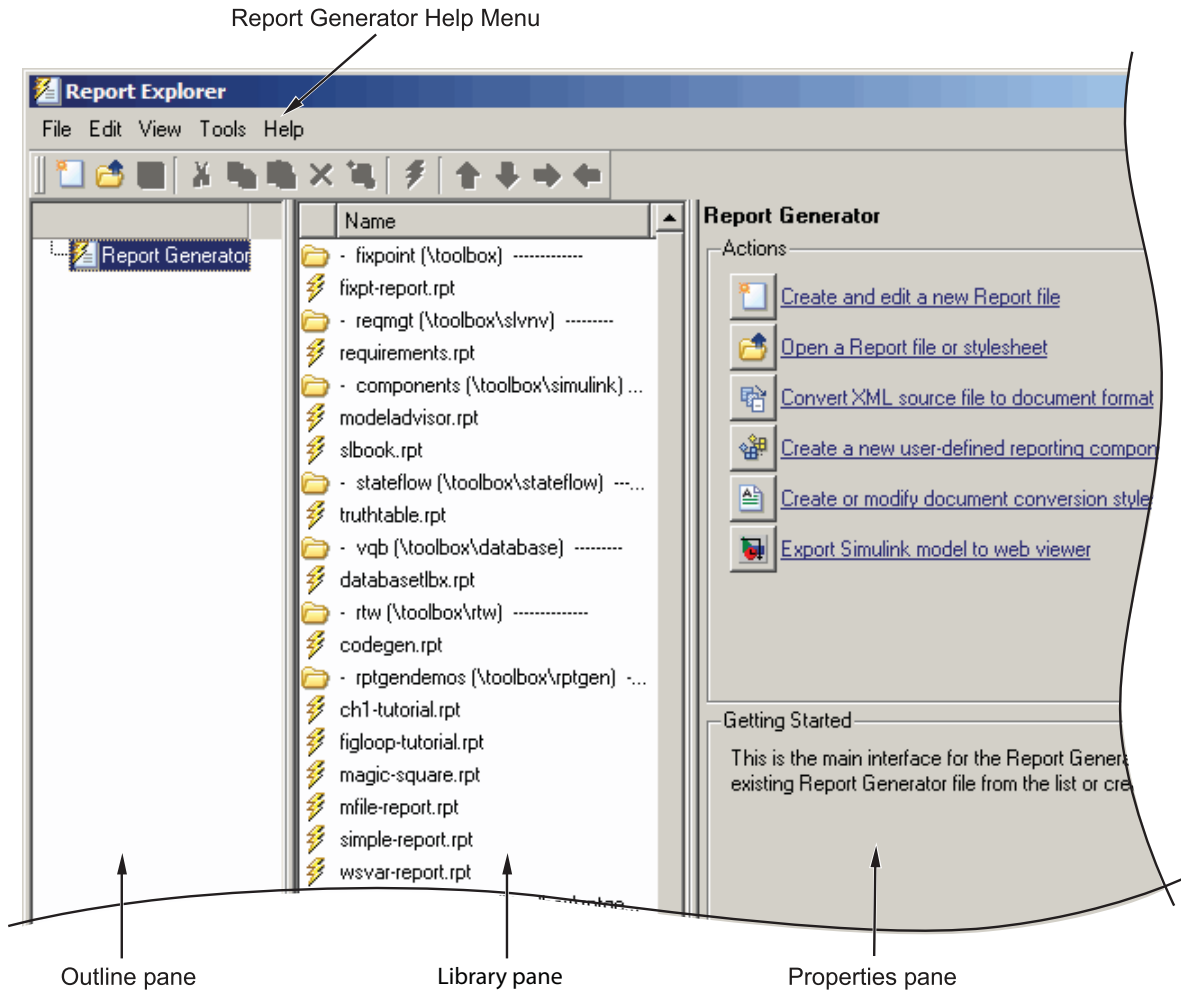 Report Generator Help Menu
Report Explorer
File Edit View Tools Help
Name
- fixpoint (\toolbox) -------------
fixpt-report.rpt
- reqmgt (\toolbox\slvnv) ---------
requirements.rpt
- components (\toolbox\simulink) ...
modeladvisor.rpt
slbook.rpt
- stateflow (\toolbox\stateflow) ---...
truthtable.rpt
- vqb (\toolbox\database) ---------
databasetlbx.rpt
- rtw (\toolbox\rtw) --------------
codegen.rpt
- rptgendemos (\toolbox\rptgen) -...
ch1-tutorial.rpt
figloop-tutorial.rpt
magic-square.rpt
mfile-report.rpt
simple-report.rpt
wsvar-report.rpt
Report Generator
Report Generator
Actions
Create and edit a new Report file
Open a Report file or stylesheet
Convert XML source file to document format
Create a new user-defined reporting compon
Create or modify document conversion style
Export Simulink model to web viewer
Getting Started
This is the main interface for the Report Genera
existing Report Generator file from the list or cre
Outline pane
Library pane
Properties pane